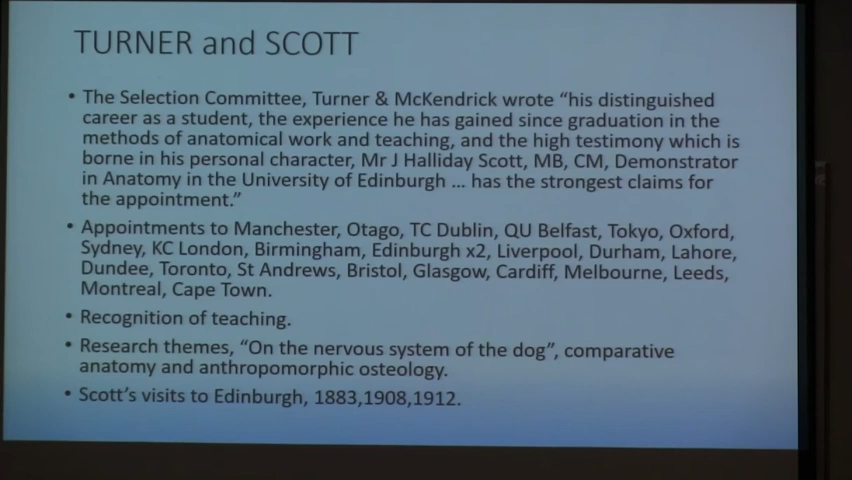 TURNER and SCOTT
• The Selection Committee, Turner & McKendrick wrote “his distinguished
career as a student, the experience he has gained since graduation in the
methods of anatomical work and teaching, and the high testimony which is
borne in his personal character, Mr J Halliday Scott, MB, CM, Demonstrator
in Anatomy in the University of Edinburgh … has the strongest claims for
the appointment.”
• Appointments to Manchester, Otago, TC Dublin, QU Belfast, Tokyo, Oxford,
Sydney, KC London, Birmingham, Edinburgh x2, Liverpool, Durham, Lahore,
Dundee, Toronto, St Andrews, Bristol, Glasgow, Cardiff, Melbourne, Leeds,
Montreal, Cape Town.
• Recognition of teaching.
• Research themes, “On the nervous system of the dog”, comparative
anatomy and anthropomorphic osteology.
• Scott’s visits to Edinburgh, 1883,1908,1912.